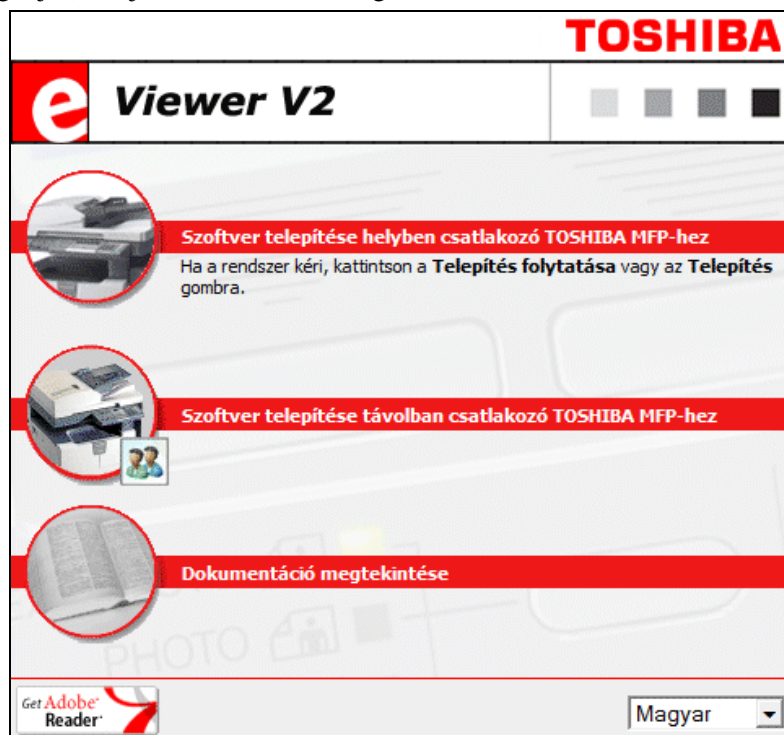 TOSHIBA
e Viewer V2
Szoftver telepítése helyben csatlakozó TOSHIBA MFP-hez
Ha a rendszer kéri, kattintson a Telepítés folytatása vagy az Telepítés
gombra.
Szoftver telepítése távolban csatlakozó TOSHIBA MFP-hez
Dokumentáció megtekintése
PHOTO
Get Adobe®
Reader®
Magyar